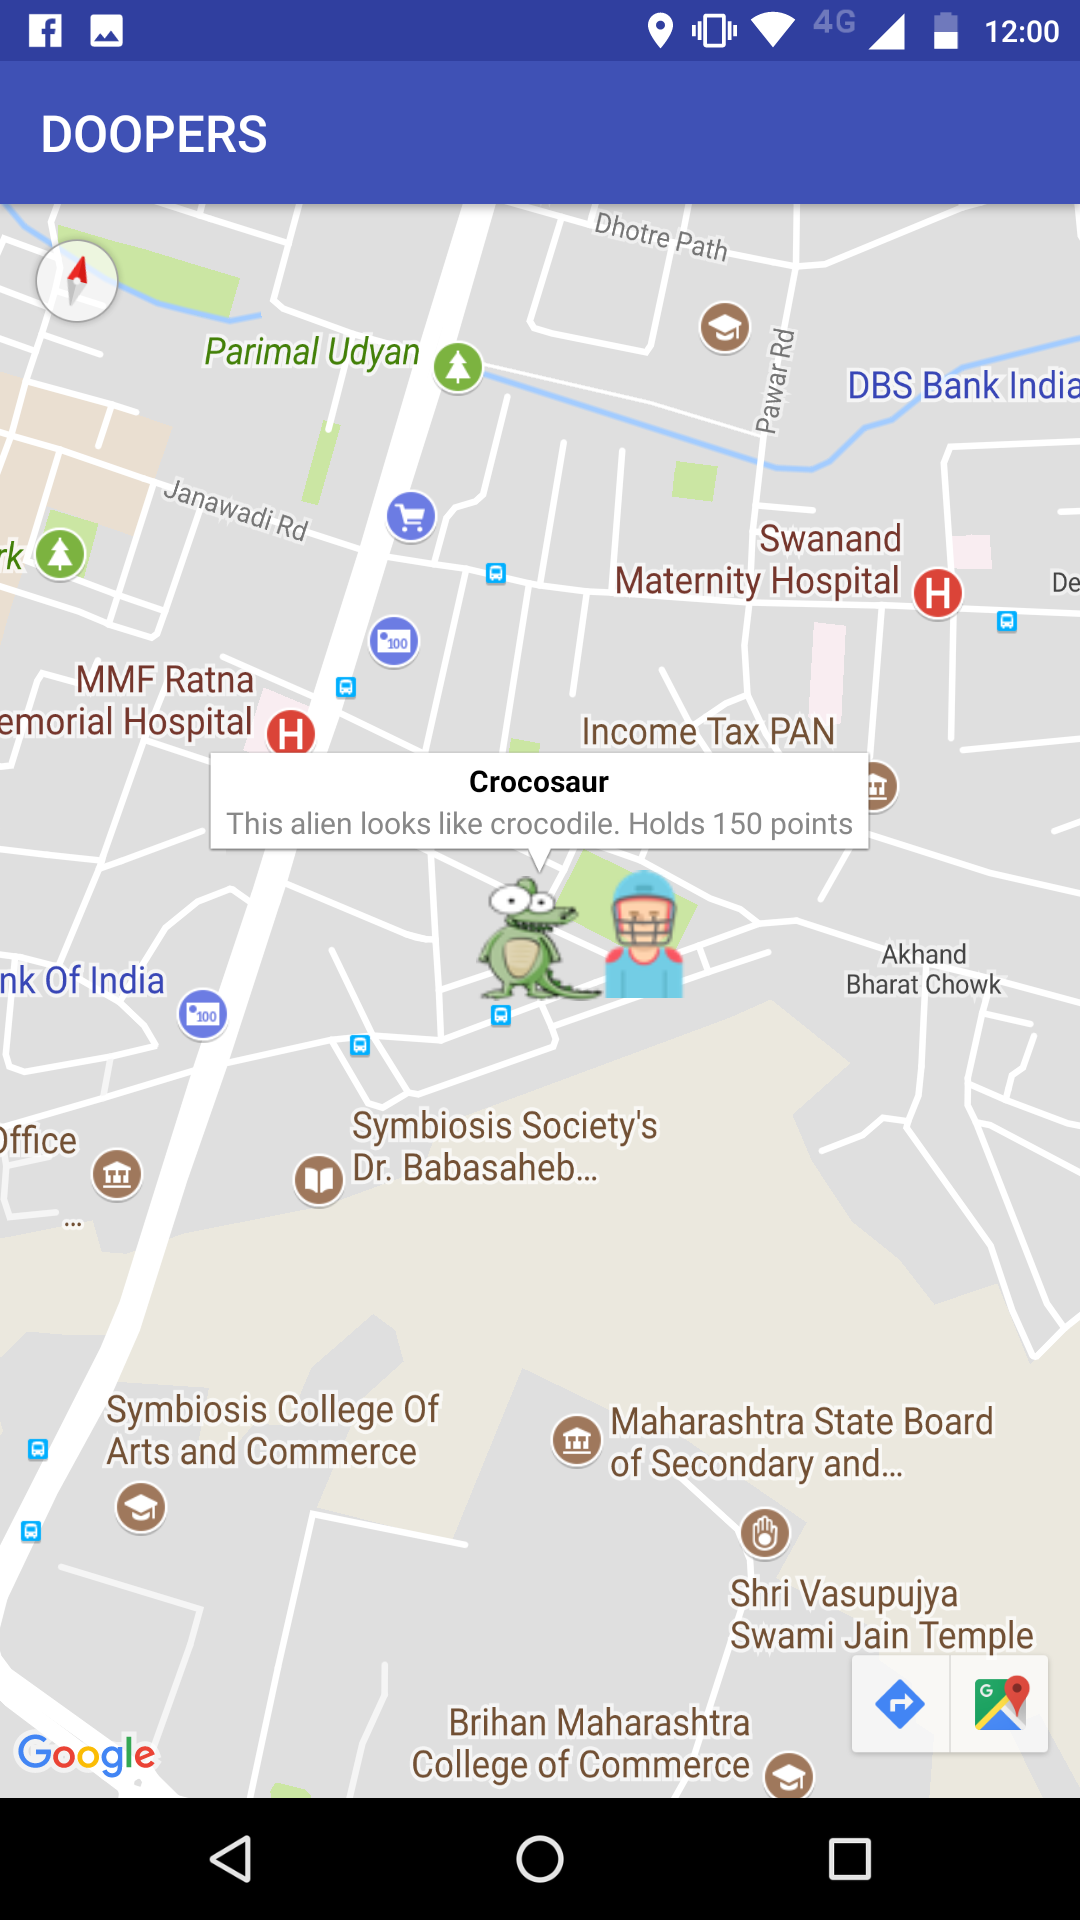 4G 12:00
DOOPERS
Dhotre Path
Parimal Udyan
Pawar Rd
DBS Bank India
Janawadi Rd
Swanand
Maternity Hospital
rk
De
100
MMF Ratna
emorial Hospital
Income Tax PAN
Crocosaur
This alien looks like crocodile. Holds 150 points
Akhand
Bharat Chowk
nk Of India
100
Symbiosis Society's
Dr. Babasaheb...
Office
...
Symbiosis College Of
Arts and Commerce
Maharashtra State Board
of Secondary and...
Shri Vasupujya
Swami Jain Temple
G
Brihan Maharashtra
College of Commerce
Google